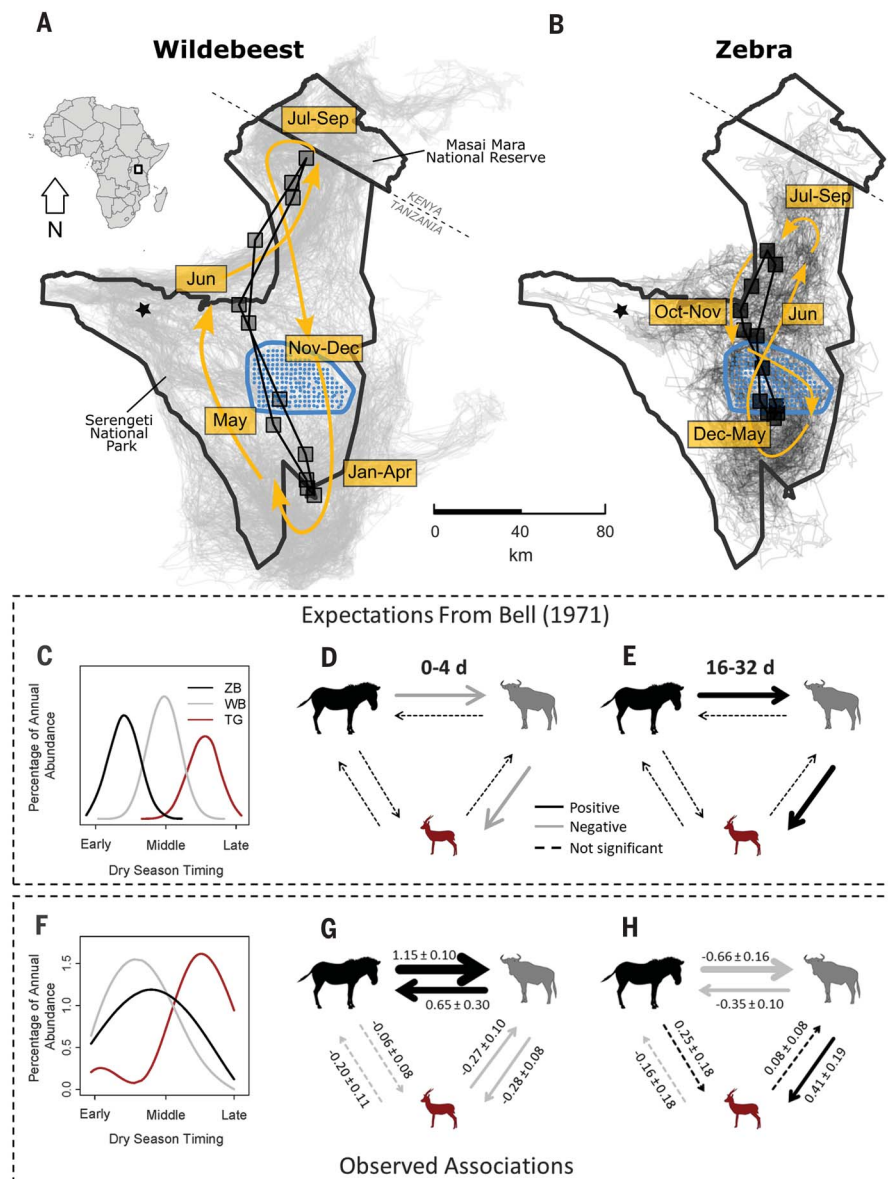 A
Wildebeest
B
Zebra
Jul-Sep
Masai Mara
National Reserve
KENYA
TANZANIA
N
Jul-Sep
Jun
Oct-Nov
Jun
Nov-Dec
Serengeti
National
Park
May
Dec-May
Jan-Apr
0 40 80
km
Expectations From Bell (1971)
C
Percentage of Annual
Abundance
ZB
WB
TG
Early Middle Late
Dry Season Timing
D
0-4 d
E
16-32 d
Positive
Negative
Not significant
F
Percentage of Annual
Abundance
1.5
1.0
0.5
0.0
Early Middle Late
Dry Season Timing
G
1.15 ± 0.10
0.65 ± 0.30
-0.06 ± 0.08
-0.20 ± 0.11
-0.27 ± 0.10
-0.28 ± 0.08
H
-0.66 ± 0.16
-0.35 ± 0.10
0.25 ± 0.18
-0.16 ± 0.18
0.08 ± 0.08
0.41 ± 0.19
Observed Associations